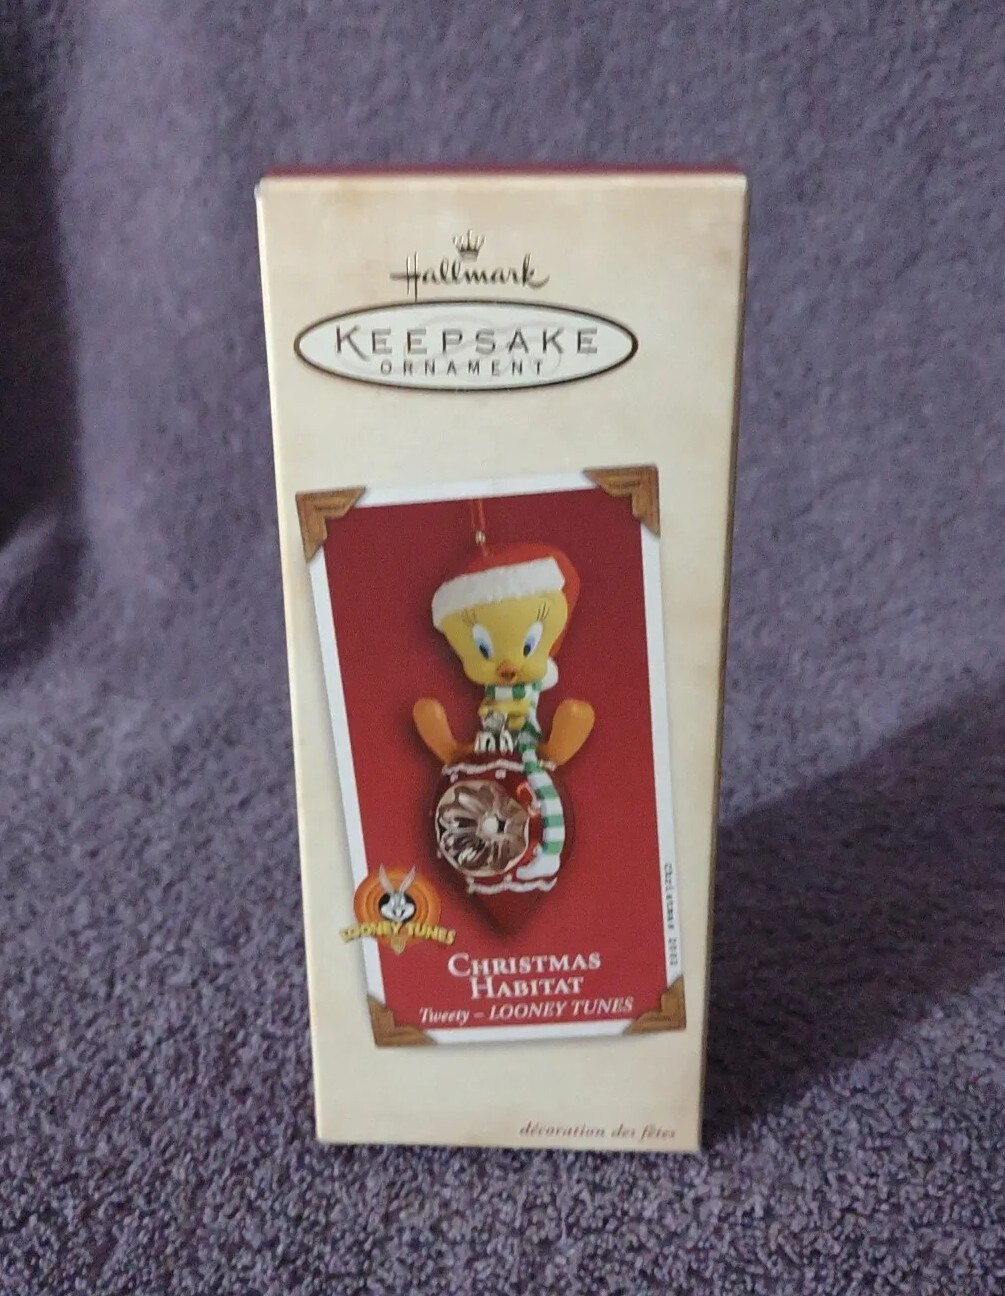 Hallmark
KEEPSAKE
ORNAMENT
LOONEY TUNES
Christmas 2002
CHRISTMAS
HABITAT
Tweety – LOONEY TUNES
décoration des fêtes